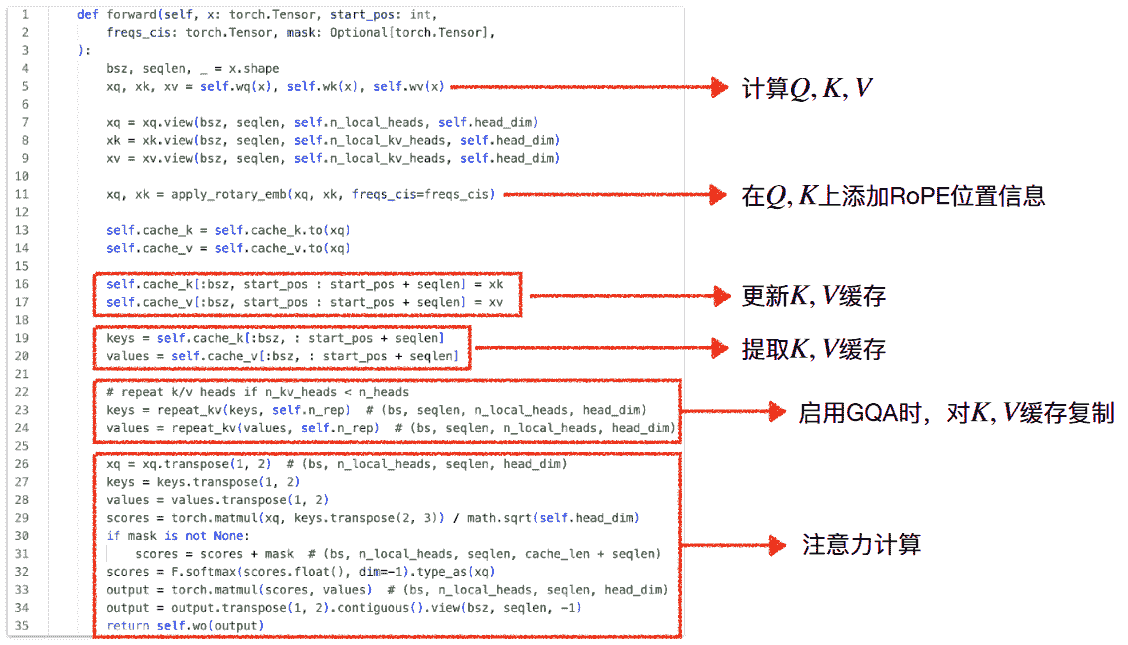 1 def forward(self, x: torch.Tensor, start_pos: int,
2 freqs_cis: torch.Tensor, mask: Optional[torch.Tensor],
3 ):
4 bsz, seqlen, _ = x.shape
5 xq, xk, xv = self.wq(x), self.wk(x), self.wv(x) 计算Q, K, V
6
7 xq = xq.view(bsz, seqlen, self.n_local_heads, self.head_dim)
8 xk = xk.view(bsz, seqlen, self.n_local_kv_heads, self.head_dim)
9 xv = xv.view(bsz, seqlen, self.n_local_kv_heads, self.head_dim)
10
11 xq, xk = apply_rotary_emb(xq, xk, freqs_cis=freqs_cis) 在Q, K上添加RoPE位置信息
12
13 self.cache_k = self.cache_k.to(xq)
14 self.cache_v = self.cache_v.to(xq)
15
16 self.cache_k[:bsz, start_pos : start_pos + seqlen] = xk
17 self.cache_v[:bsz, start_pos : start_pos + seqlen] = xv
更新K, V缓存
18
19 keys = self.cache_k[:bsz, : start_pos + seqlen]
20 values = self.cache_v[:bsz, : start_pos + seqlen]
提取K, V缓存
21
22 # repeat k/v heads if n_kv_heads < n_heads
23 keys = repeat_kv(keys, self.n_rep) # (bs, seqlen, n_local_heads, head_dim)
24 values = repeat_kv(values, self.n_rep) # (bs, seqlen, n_local_heads, head_dim)
启用GQA时，对K, V缓存复制
25
26 xq = xq.transpose(1, 2) # (bs, n_local_heads, seqlen, head_dim)
27 keys = keys.transpose(1, 2)
28 values = values.transpose(1, 2)
29 scores = torch.matmul(xq, keys.transpose(2, 3)) / math.sqrt(self.head_dim)
30 if mask is not None:
31 scores = scores + mask # (bs, n_local_heads, seqlen, cache_len + seqlen)
32 scores = F.softmax(scores.float(), dim=-1).type_as(xq)
33 output = torch.matmul(scores, values) # (bs, n_local_heads, seqlen, head_dim)
34 output = output.transpose(1, 2).contiguous().view(bsz, seqlen, -1)
35 return self.wo(output)
注意力计算